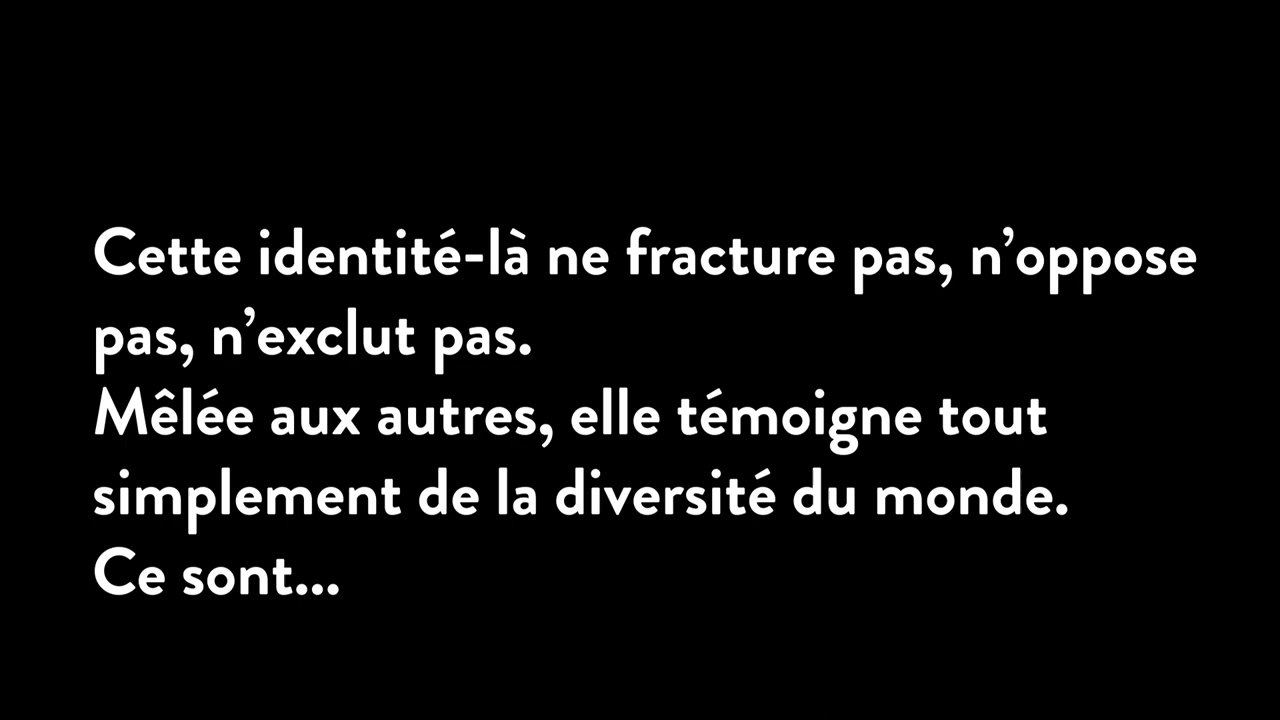 Cette identité-là ne fracture pas, n’oppose
pas, n’exclut pas.
Mêlée aux autres, elle témoigne tout
simplement de la diversité du monde.
Ce sont...